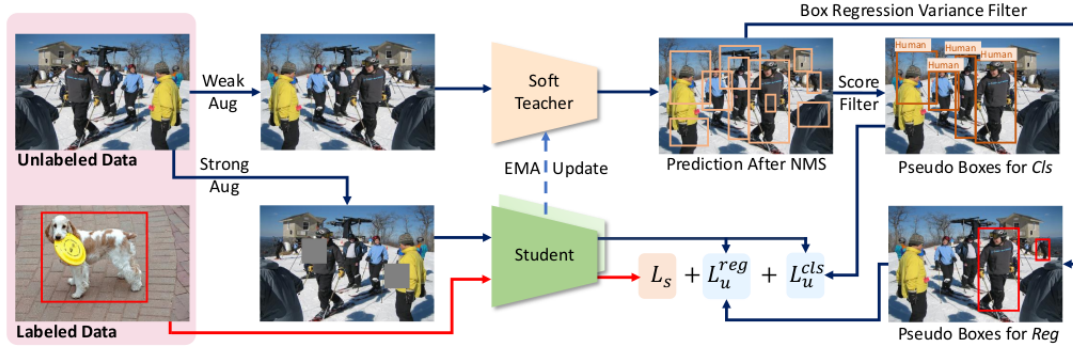 Box Regression Variance Filter
Weak
Aug
Soft
Teacher
Score
Filter
Human
Human
Human
Human
Unlabeled Data
Prediction After NMS
Pseudo Boxes for Cls
Strong
Aug
EMA Update
Student
L_s + L_u^{reg} + L_u^{cls}
Labeled Data
Pseudo Boxes for Reg